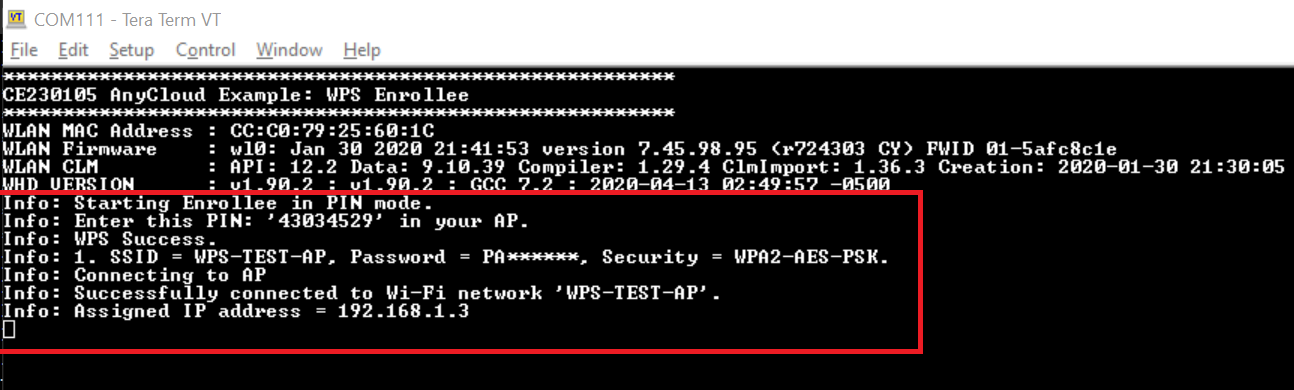 COM111 - Tera Term VT
File Edit Setup Control Window Help
********************************************************
CE230105 AnyCloud Example: WPS Enrollee
********************************************************
WLAN MAC Address : CC:C0:79:25:60:1C
WLAN Firmware : wl0: Jan 30 2020 21:41:53 version 7.45.98.95 (r724303 CY) FWID 01-5afc8c1e
WLAN CLM : API: 12.2 Data: 9.10.39 Compiler: 1.29.4 ClmImport: 1.36.3 Creation: 2020-01-30 21:30:05
WHD VERSION : v1.90.2 : v1.90.2 : GCC 7.2 : 2020-04-13 02:49:57 -0500
Info: Starting Enrollee in PIN mode.
Info: Enter this PIN: '43034529' in your AP.
Info: WPS Success.
Info: 1. SSID = WPS-TEST-AP, Password = PA******, Security = WPA2-AES-PSK.
Info: Connecting to AP
Info: Successfully connected to Wi-Fi network 'WPS-TEST-AP'.
Info: Assigned IP address = 192.168.1.3